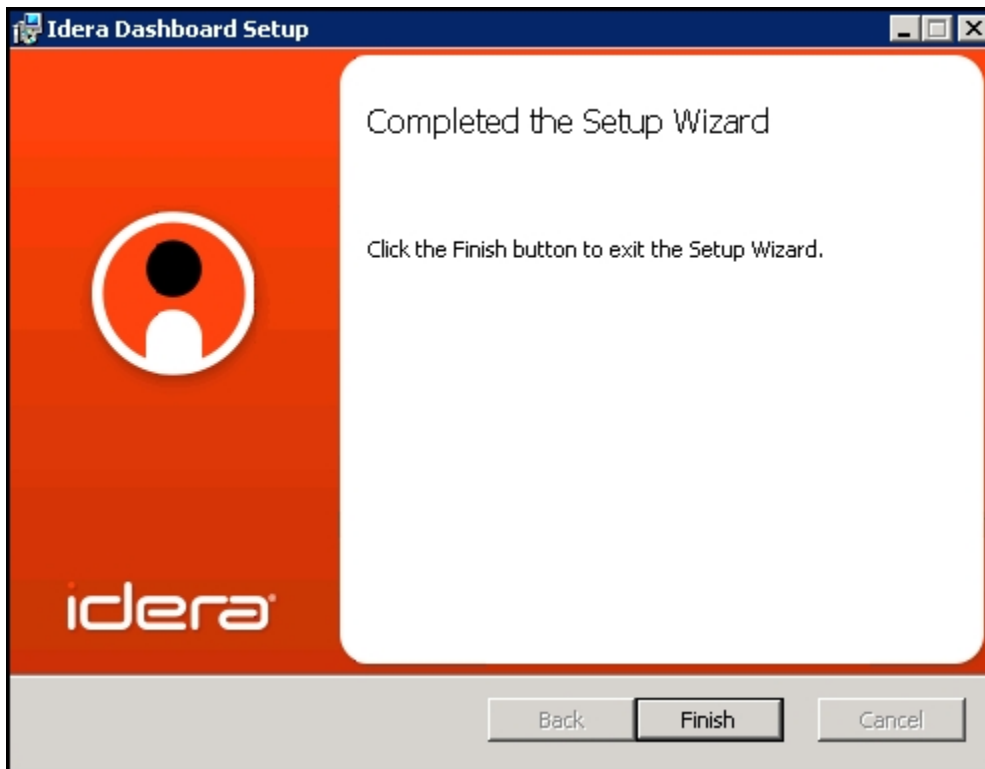 Idera Dashboard Setup
Completed the Setup Wizard
Click the Finish button to exit the Setup Wizard.
idera
Back
Finish
Cancel